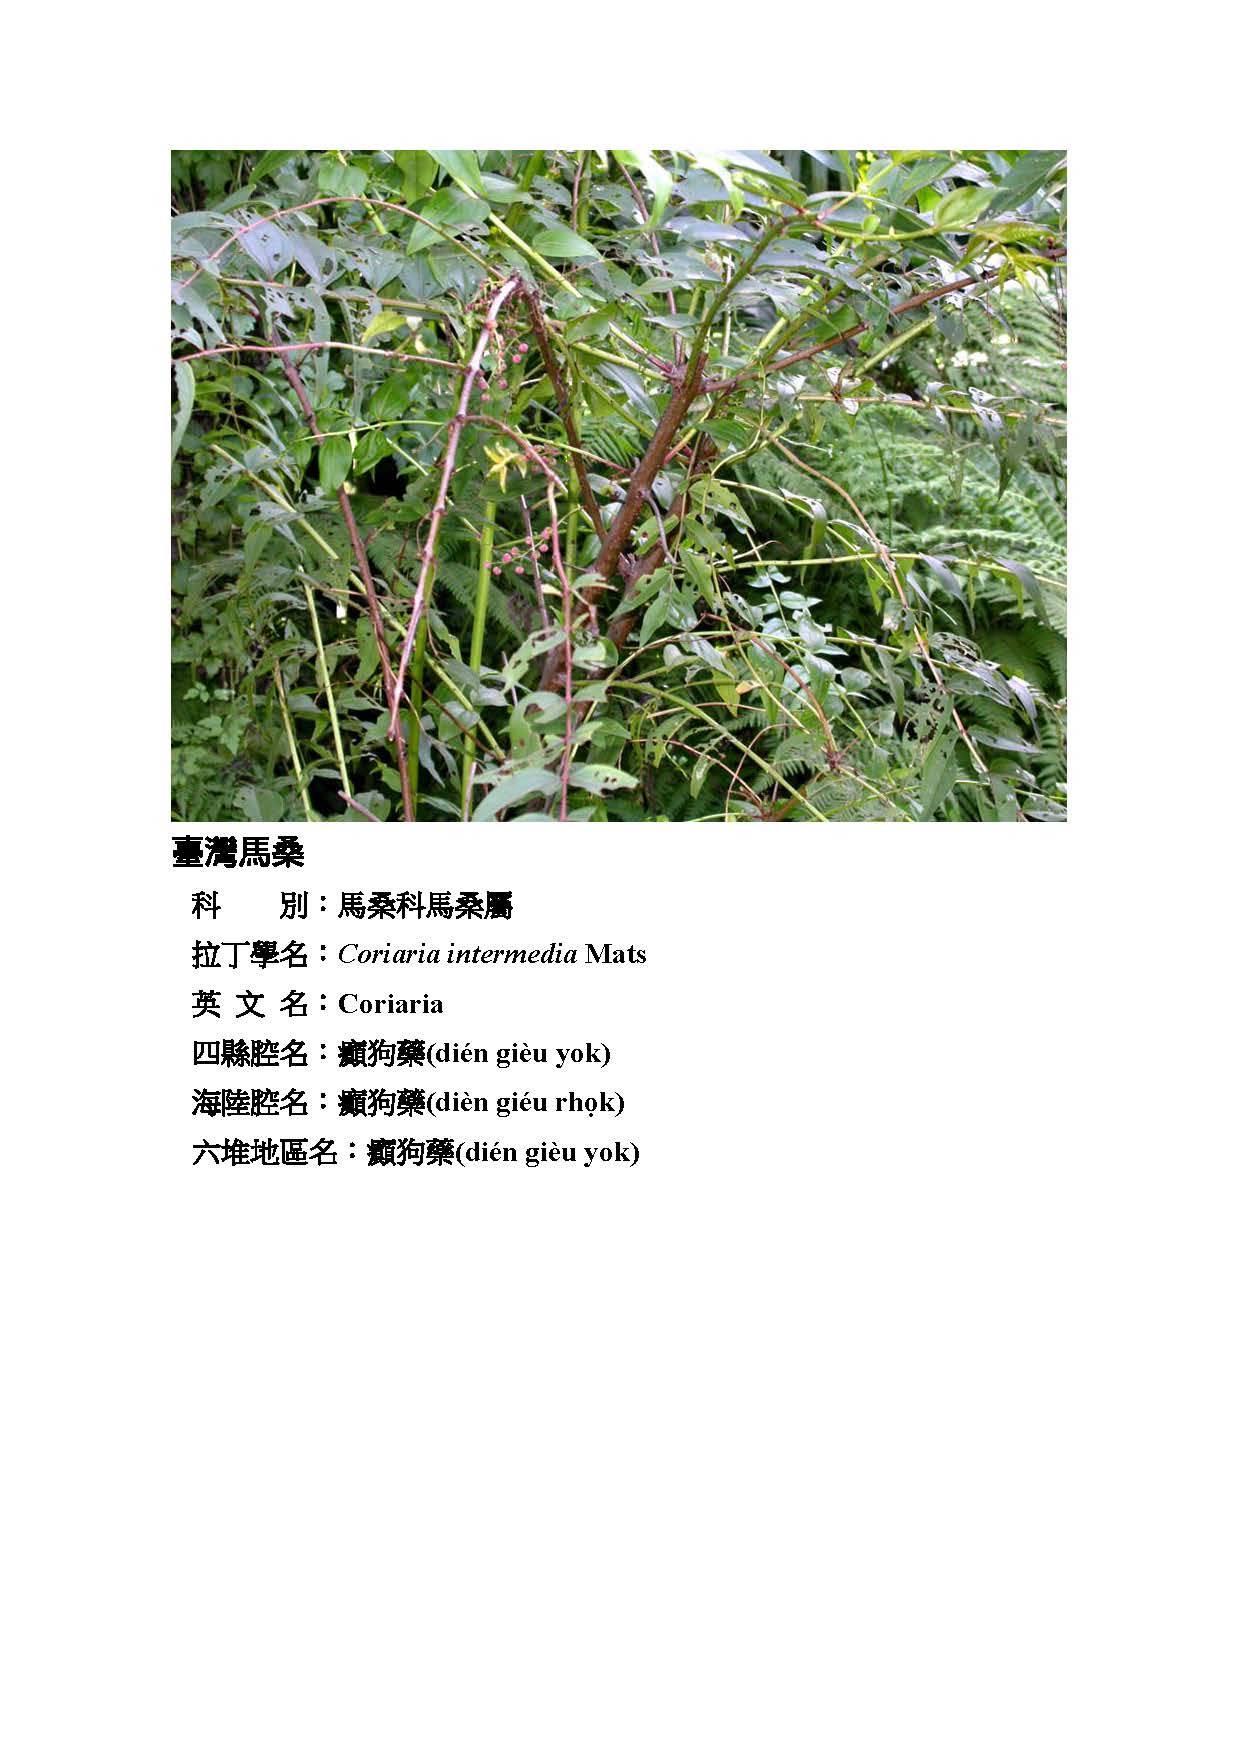 臺灣馬桑
科　　別：馬桑科馬桑屬
拉丁學名：Coriaria intermedia Mats
英 文 名：Coriaria
四縣腔名：癲狗藥(dién gièu yok)
海陸腔名：癲狗藥(dièn giéu rhọk)
六堆地區名：癲狗藥(dién gièu yok)